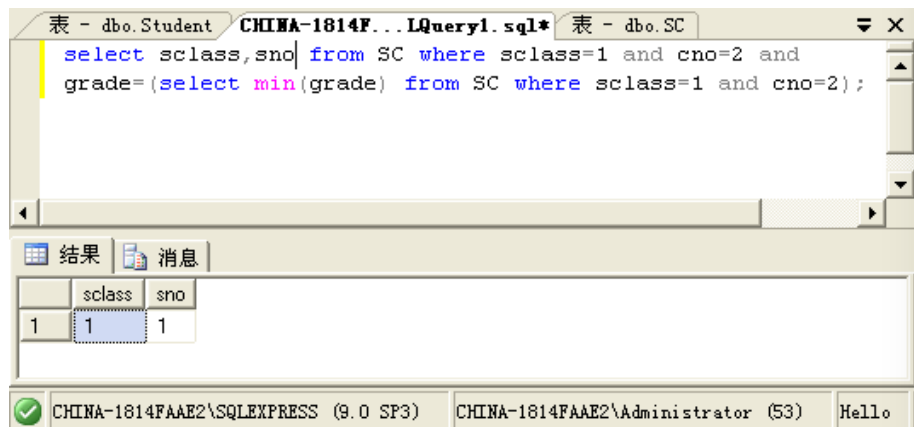 表 - dbo.Student CHINA-1814F...LQuery1.sql* 表 - dbo.SC
select sclass,sno from SC where sclass=1 and cno=2 and
grade=(select min(grade) from SC where sclass=1 and cno=2);
结果 消息
sclass sno
1 1 1
CHINA-1814FAAE2\SQLEXPRESS (9.0 SP3) CHINA-1814FAAE2\Administrator (53) Hello